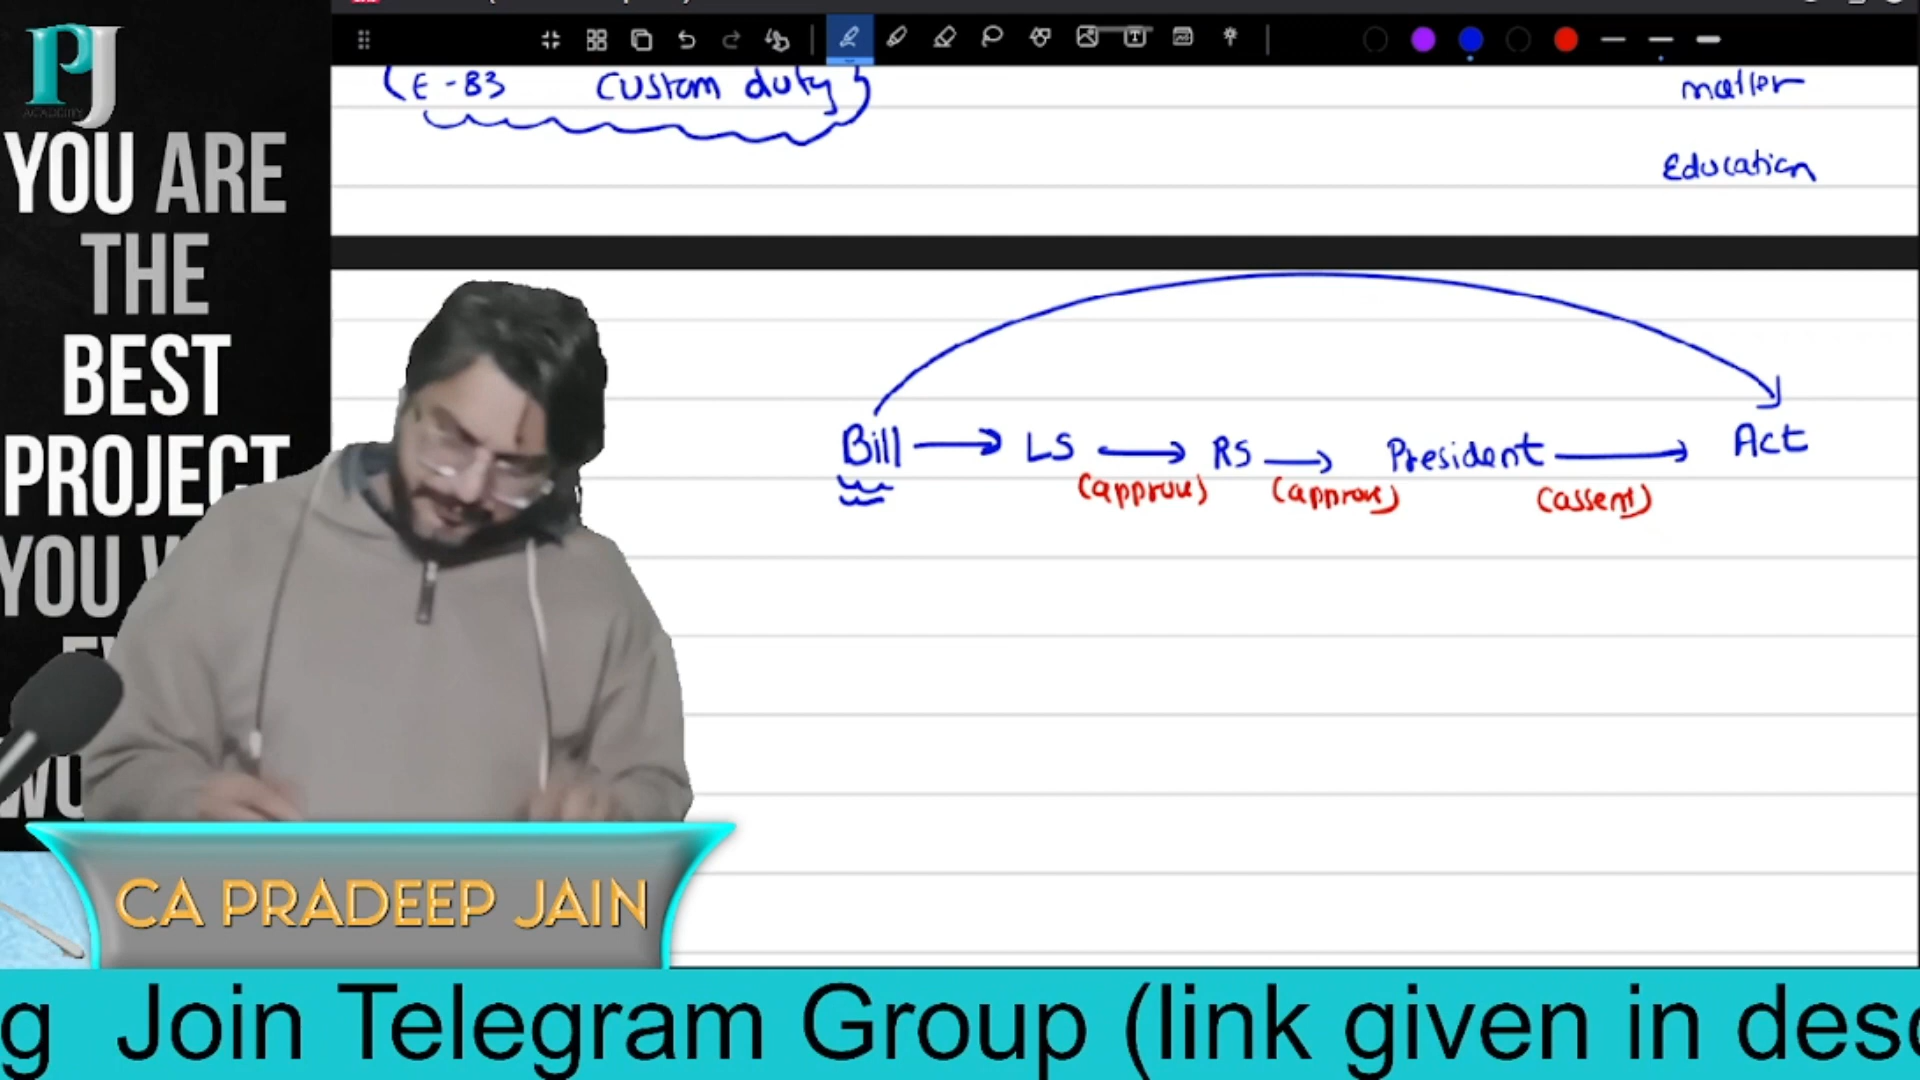 PJ
ACADEMY
YOU ARE
THE
BEST
PROJECT
YOU
(E-83 Custom duty)
matter
Education
Bill → LS → RS → President → Act
(approve) (approve) (assent)
CA PRADEEP JAIN
g Join Telegram Group (link given in desc